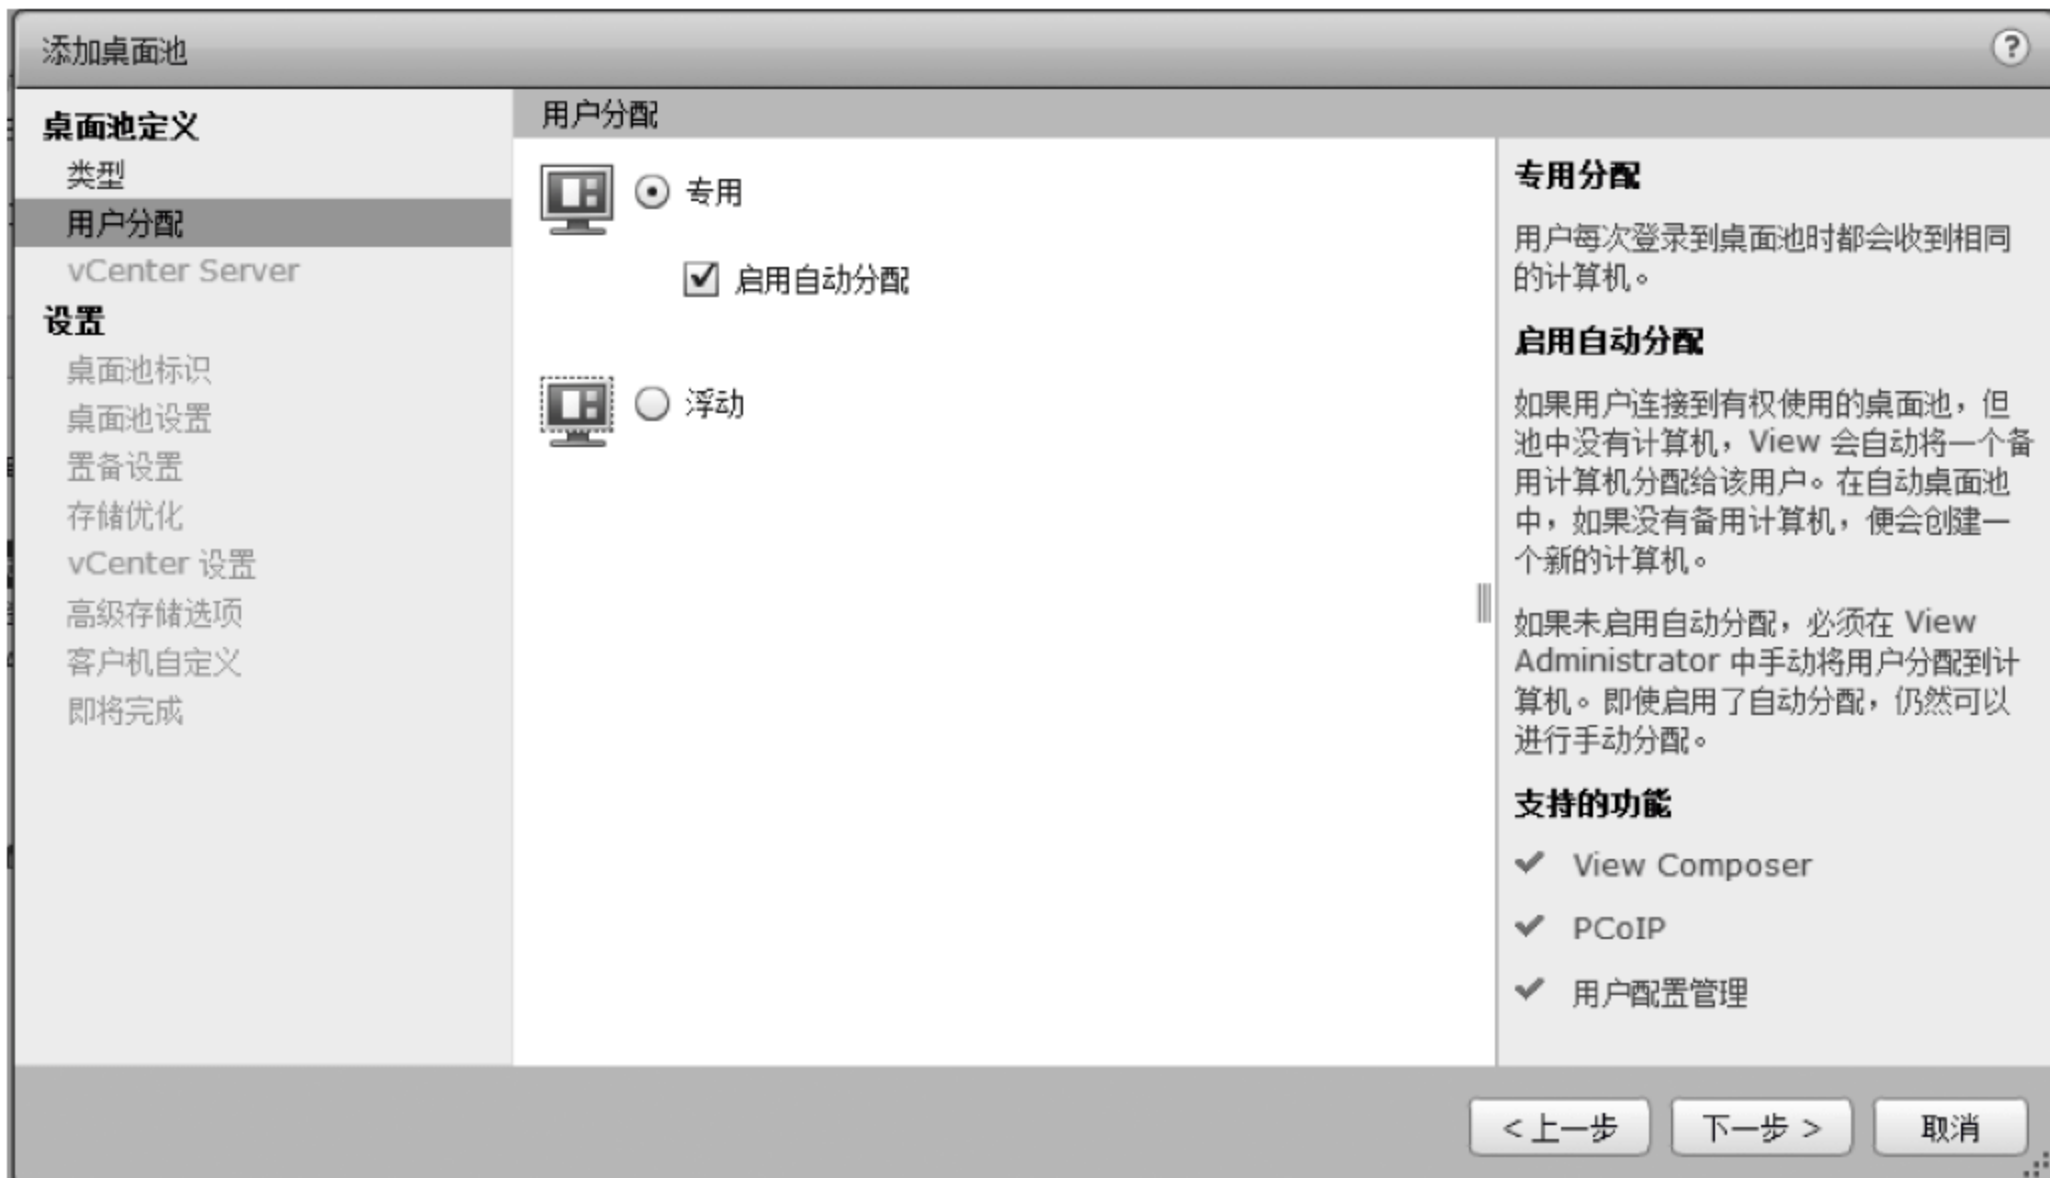 添加桌面池
?
桌面池定义
类型
用户分配
vCenter Server
设置
桌面池标识
桌面池设置
置备设置
存储优化
vCenter 设置
高级存储选项
客户机自定义
即将完成
用户分配
专用
启用自动分配
浮动
专用分配
用户每次登录到桌面池时都会收到相同
的计算机。
启用自动分配
如果用户连接到有权使用的桌面池，但
池中没有计算机，View 会自动将一个备
用计算机分配给该用户。在自动桌面池
中，如果没有备用计算机，便会创建一
个新的计算机。
如果未启用自动分配，必须在 View
Administrator 中手动将用户分配到计
算机。即使启用了自动分配，仍然可以
进行手动分配。
支持的功能
View Composer
PCoIP
用户配置管理
< 上一步
下一步 >
取消